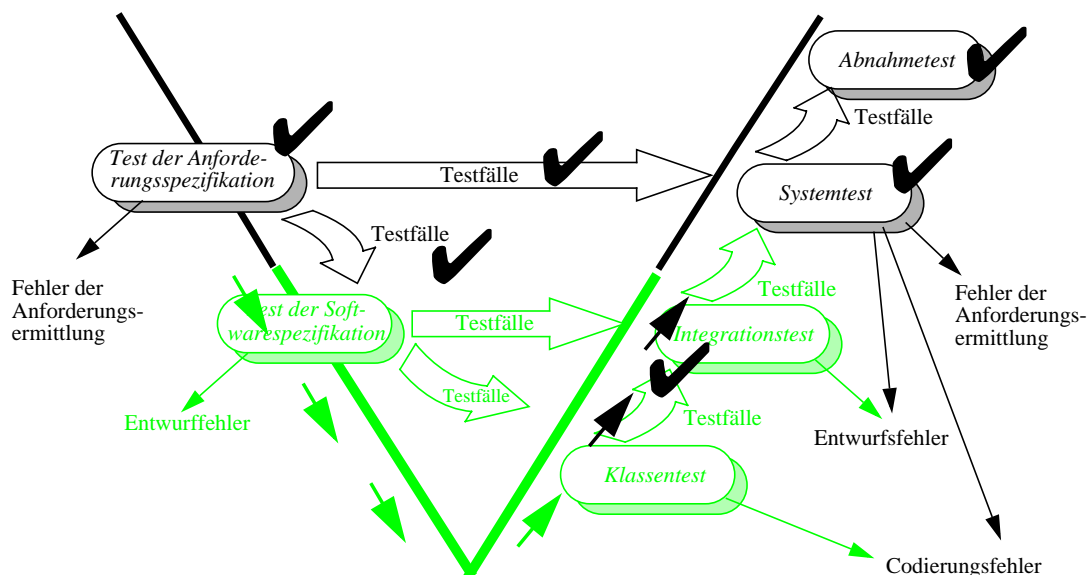 Abnahmetest
Testfälle
Test der Anforde-
rungsspezifikation
Testfälle
Systemtest
Testfälle
Fehler der
Anforderungs-
ermittlung
Test der Soft-
warespezifikation
Testfälle
Testfälle
Integrationstest
Fehler der
Anforderungs-
ermittlung
Testfälle
Testfälle
Entwurffehler
Entwurfsfehler
Klassentest
Codierungsfehler